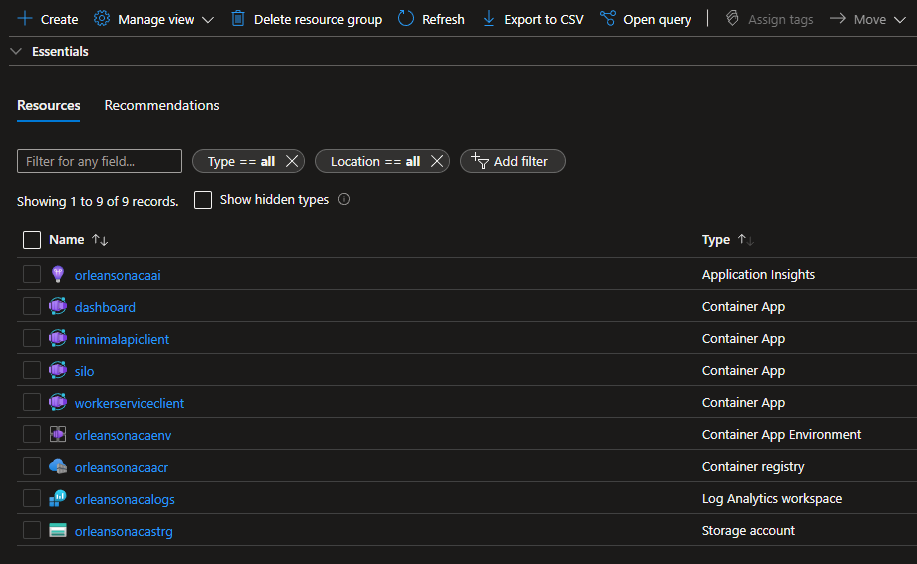 Create Manage view Delete resource group Refresh Export to CSV Open query Assign tags Move
Essentials
Resources Recommendations
Filter for any field... Type == all Location == all Add filter
Showing 1 to 9 of 9 records. Show hidden types
Name Type
orleansonacaai Application Insights
dashboard Container App
minimalapiclient Container App
silo Container App
workerserviceclient Container App
orleansonacaenv Container App Environment
orleansonacaacr Container registry
orleansonacalogs Log Analytics workspace
orleansonacastrg Storage account